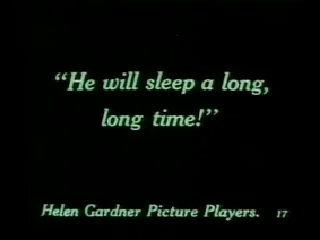 “He will sleep a long,
long time!”
Helen Gardner Picture Players. 17